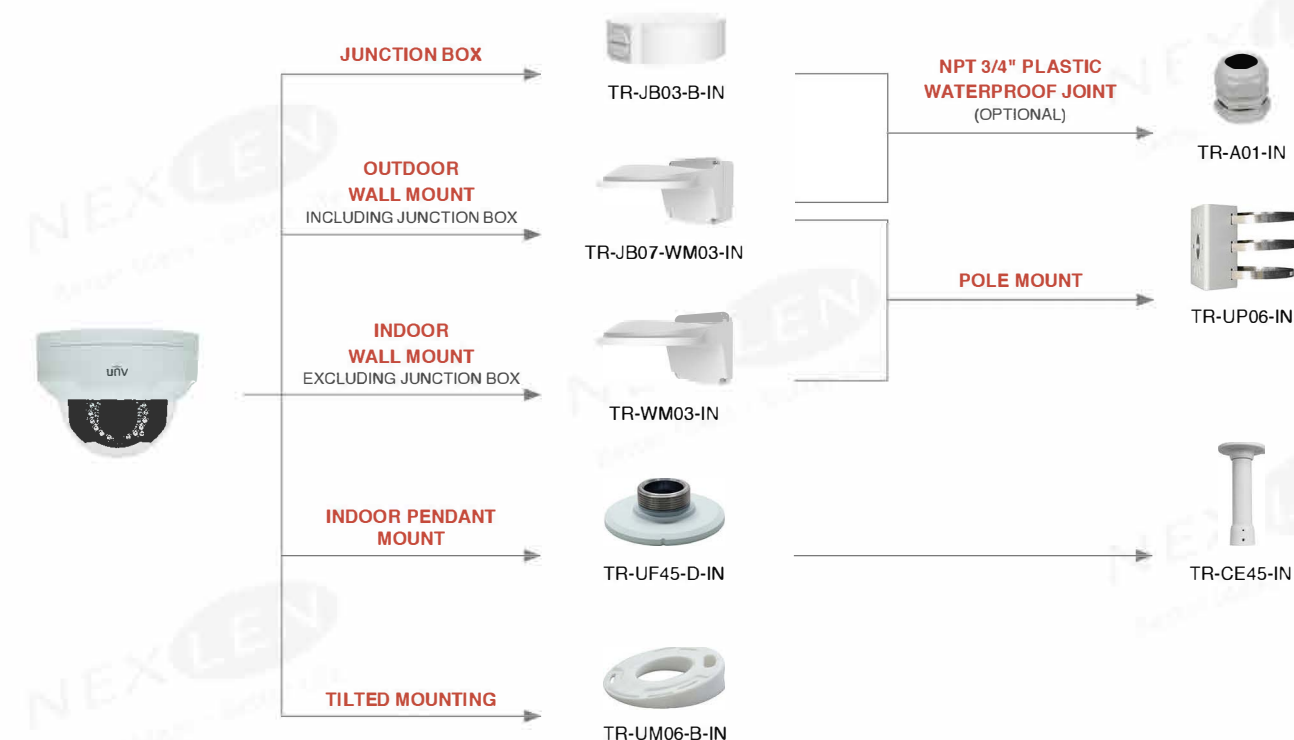 JUNCTION BOX
TR-JB03-B-IN
NPT 3/4" PLASTIC
WATERPROOF JOINT
(OPTIONAL)
TR-A01-IN
OUTDOOR
WALL MOUNT
INCLUDING JUNCTION BOX
TR-JB07-WM03-IN
POLE MOUNT
TR-UP06-IN
INDOOR
WALL MOUNT
EXCLUDING JUNCTION BOX
TR-WM03-IN
unv
INDOOR PENDANT
MOUNT
TR-UF45-D-IN
TR-CE45-IN
TILTED MOUNTING
TR-UM06-B-IN
NEXLEN
NEXLEN